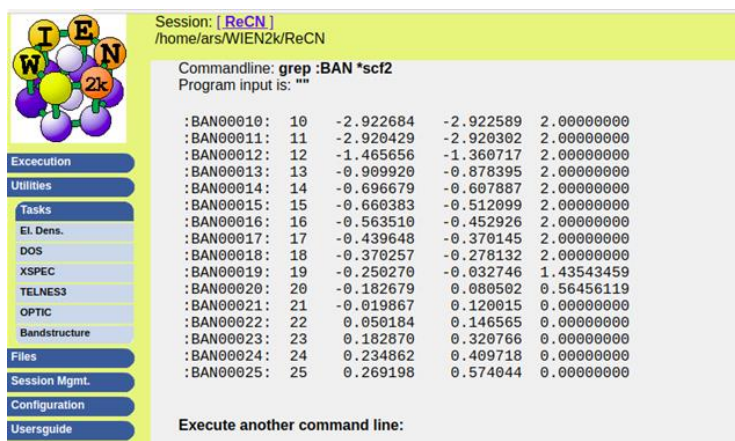 W I E N
2k
Session: [ ReCN ]
/home/ars/WIEN2k/ReCN
Commandline: grep :BAN *scf2
Program input is: ""
:BAN00010: 10 -2.922684 -2.922589 2.00000000
:BAN00011: 11 -2.920429 -2.920302 2.00000000
:BAN00012: 12 -1.465656 -1.360717 2.00000000
:BAN00013: 13 -0.909920 -0.878395 2.00000000
:BAN00014: 14 -0.696679 -0.607887 2.00000000
:BAN00015: 15 -0.660383 -0.512099 2.00000000
:BAN00016: 16 -0.563510 -0.452926 2.00000000
:BAN00017: 17 -0.439648 -0.370145 2.00000000
:BAN00018: 18 -0.370257 -0.278132 2.00000000
:BAN00019: 19 -0.250270 -0.032746 1.43543459
:BAN00020: 20 -0.182679 0.080502 0.56456119
:BAN00021: 21 -0.019867 0.120015 0.00000000
:BAN00022: 22 0.050184 0.146565 0.00000000
:BAN00023: 23 0.182870 0.320766 0.00000000
:BAN00024: 24 0.234862 0.409718 0.00000000
:BAN00025: 25 0.269198 0.574044 0.00000000
Execute another command line:
Excecution
Utilities
Tasks
El. Dens.
DOS
XSPEC
TELNES3
OPTIC
Bandstructure
Files
Session Mgmt.
Configuration
Usersguide